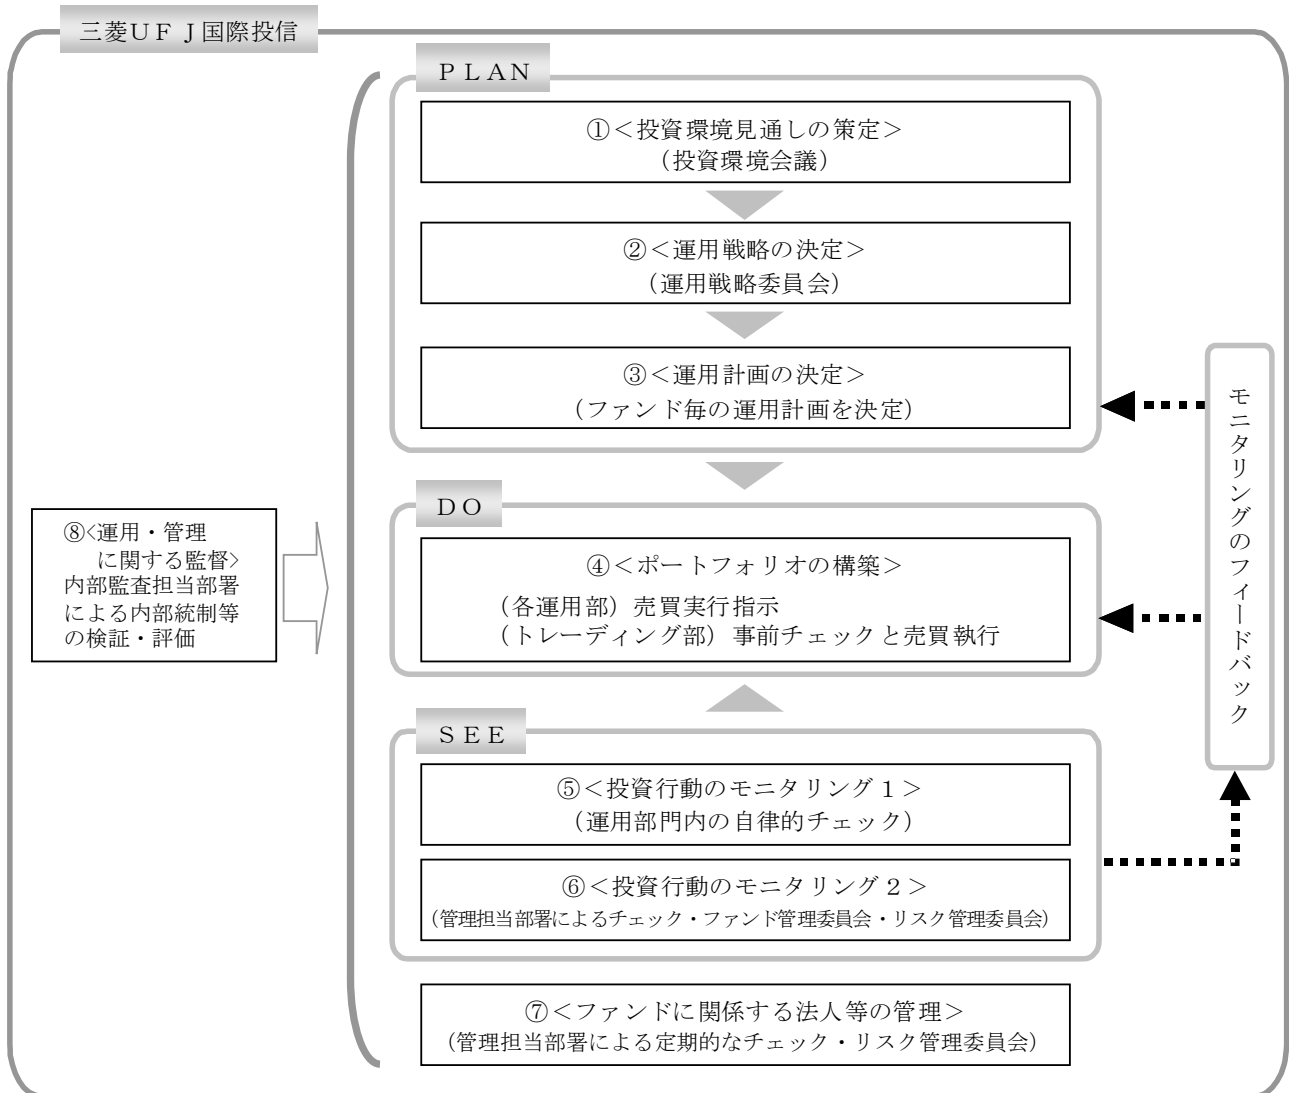 三菱UFJ国際投信
PLAN
①＜投資環境見通しの策定＞
（投資環境会議）
②＜運用戦略の決定＞
（運用戦略委員会）
③＜運用計画の決定＞
（ファンド毎の運用計画を決定）
モニタリングのフィードバック
DO
④＜ポートフォリオの構築＞
（各運用部）売買実行指示
（トレーディング部）事前チェックと売買執行
⑧<運用・管理
に関する監督>
内部監査担当部署
による内部統制等
の検証・評価
SEE
⑤＜投資行動のモニタリング１＞
（運用部門内の自律的チェック）
⑥＜投資行動のモニタリング２＞
（管理担当部署によるチェック・ファンド管理委員会・リスク管理委員会）
⑦＜ファンドに関係する法人等の管理＞
（管理担当部署による定期的なチェック・リスク管理委員会）